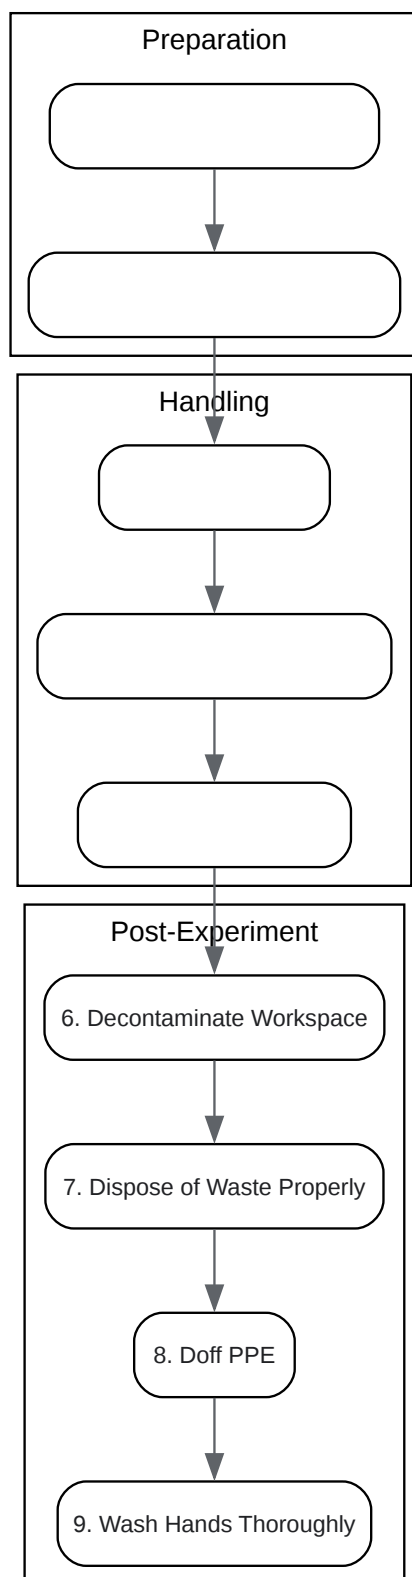 Preparation
Handling
Post-Experiment
6. Decontaminate Workspace
7. Dispose of Waste Properly
8. Doff PPE
9. Wash Hands Thoroughly